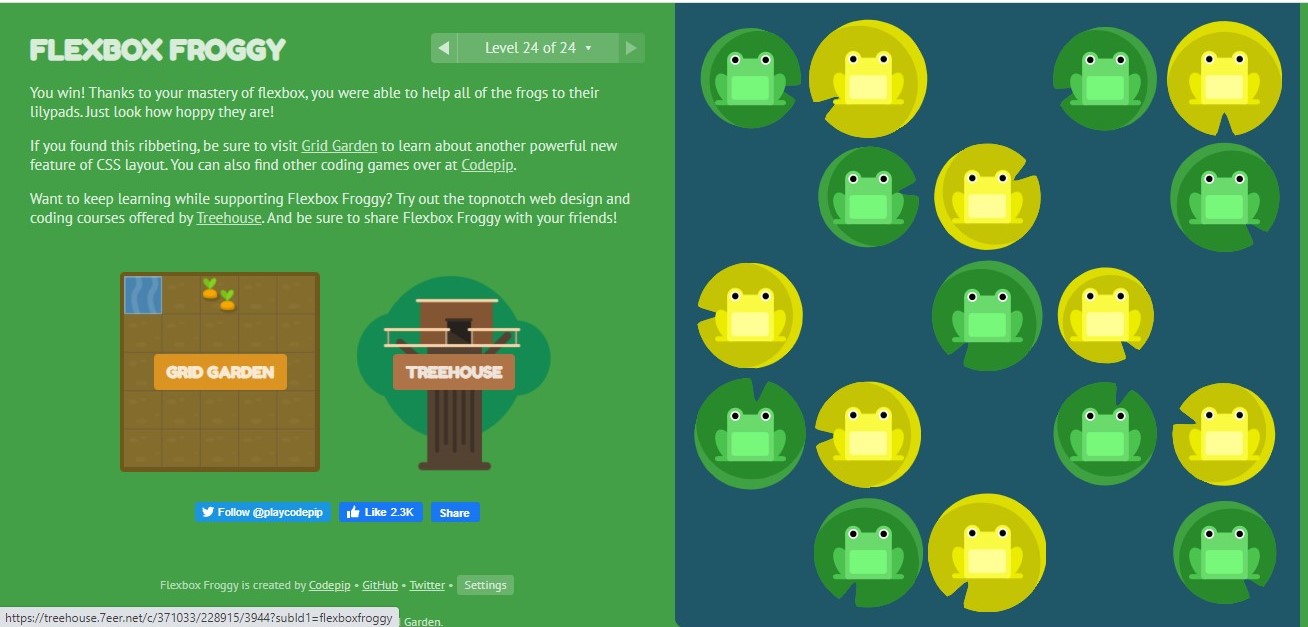 FLEXBOX FROGGY
Level 24 of 24
You win! Thanks to your mastery of flexbox, you were able to help all of the frogs to their
lilypads. Just look how hoppy they are!
If you found this ribbeting, be sure to visit Grid Garden to learn about another powerful new
feature of CSS layout. You can also find other coding games over at Codepip.
Want to keep learning while supporting Flexbox Froggy? Try out the topnotch web design and
coding courses offered by Treehouse. And be sure to share Flexbox Froggy with your friends!
GRID GARDEN
TREEHOUSE
Follow @playcodepip
Like 2.3K
Share
Flexbox Froggy is created by Codepip • GitHub • Twitter • Settings
https://treehouse.7eer.net/c/371033/228915/3944?subId1=flexboxfroggy
Garden.